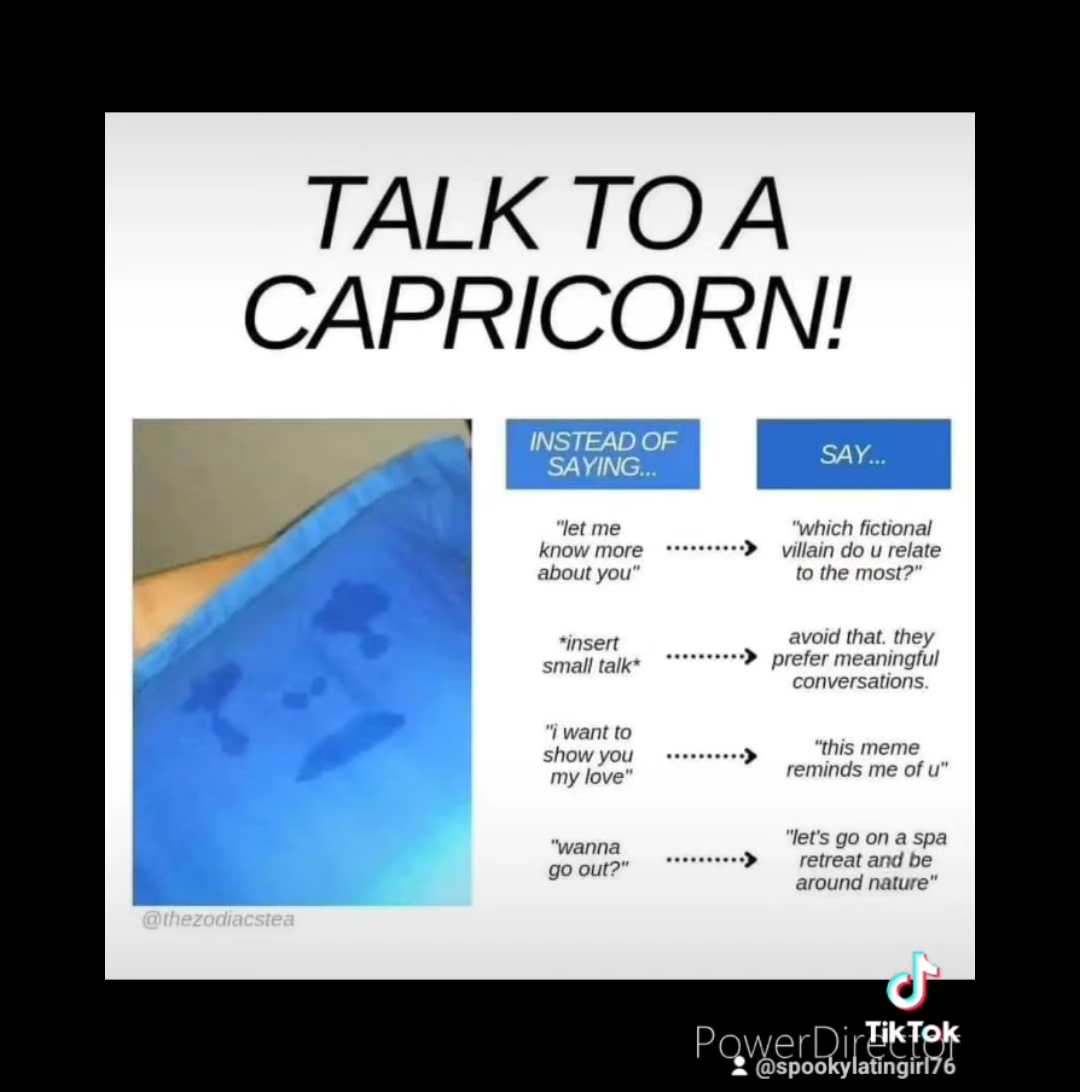 TALK TO A
CAPRICORN!
INSTEAD OF
SAYING...
SAY...
"let me
know more
about you"
"which fictional
villain do u relate
to the most?"
*insert
small talk*
avoid that. they
prefer meaningful
conversations.
"i want to
show you
my love"
"this meme
reminds me of u"
"wanna
go out?"
"let's go on a spa
retreat and be
around nature"
@thezodiacstea
TikTok
PowerDirector
@spookylatingirl76